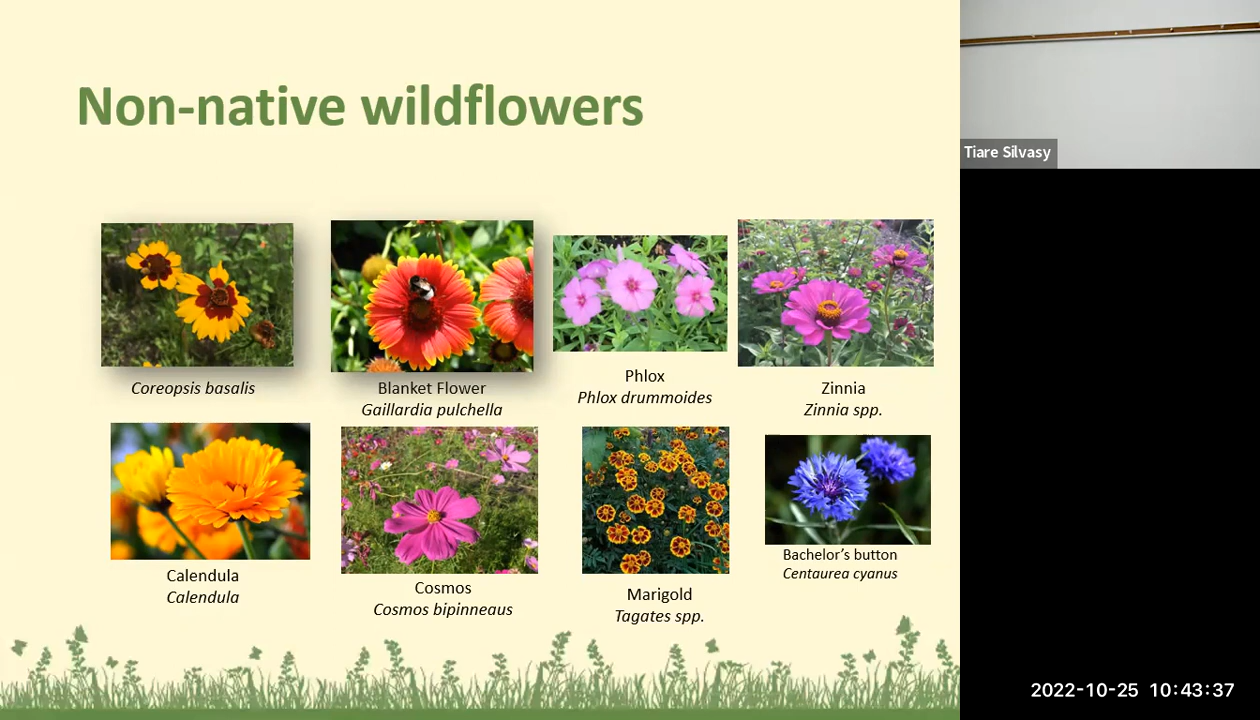 Non-native wildflowers
Tiare Silvasy
Coreopsis basalis
Blanket Flower
Gaillardia pulchella
Phlox
Phlox drummoides
Zinnia
Zinnia spp.
Calendula
Calendula
Cosmos
Cosmos bipinneaus
Marigold
Tagates spp.
Bachelor’s button
Centaurea cyanus
2022-10-25 10:43:37